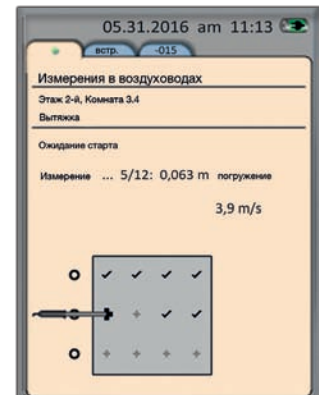 05.31.2016 am 11:13
встр. -015
Измерения в воздуховодах
Этаж 2-й, Комната 3.4
Вытяжка
Ожидание старта
Измерение ... 5/12: 0,063 m погружение
3,9 m/s